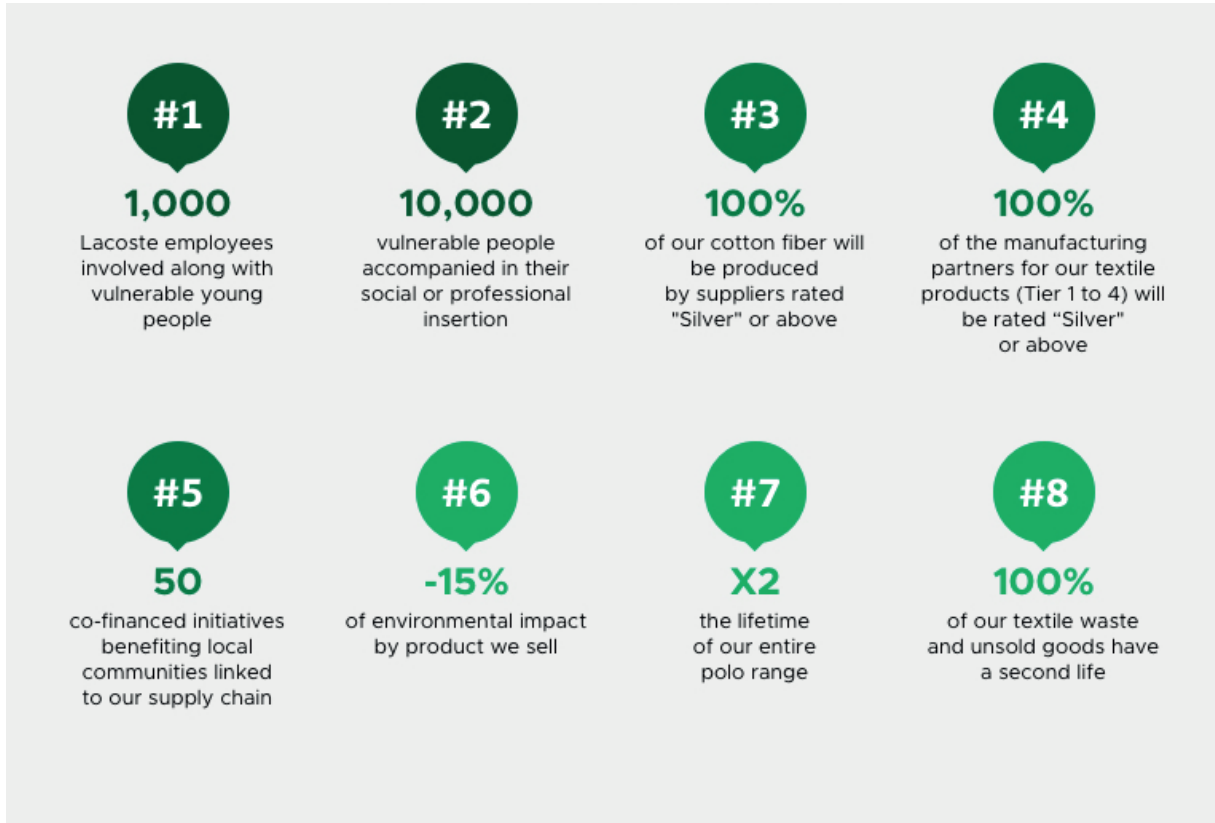 #1
1,000
Lacoste employees
involved along with
vulnerable young
people
#2
10,000
vulnerable people
accompanied in their
social or professional
insertion
#3
100%
of our cotton fiber will
be produced
by suppliers rated
"Silver" or above
#4
100%
of the manufacturing
partners for our textile
products (Tier 1 to 4) will
be rated “Silver"
or above
#5
50
co-financed initiatives
benefiting local
communities linked
to our supply chain
#6
-15%
of environmental impact
by product we sell
#7
X2
the lifetime
of our entire
polo range
#8
100%
of our textile waste
and unsold goods have
a second life